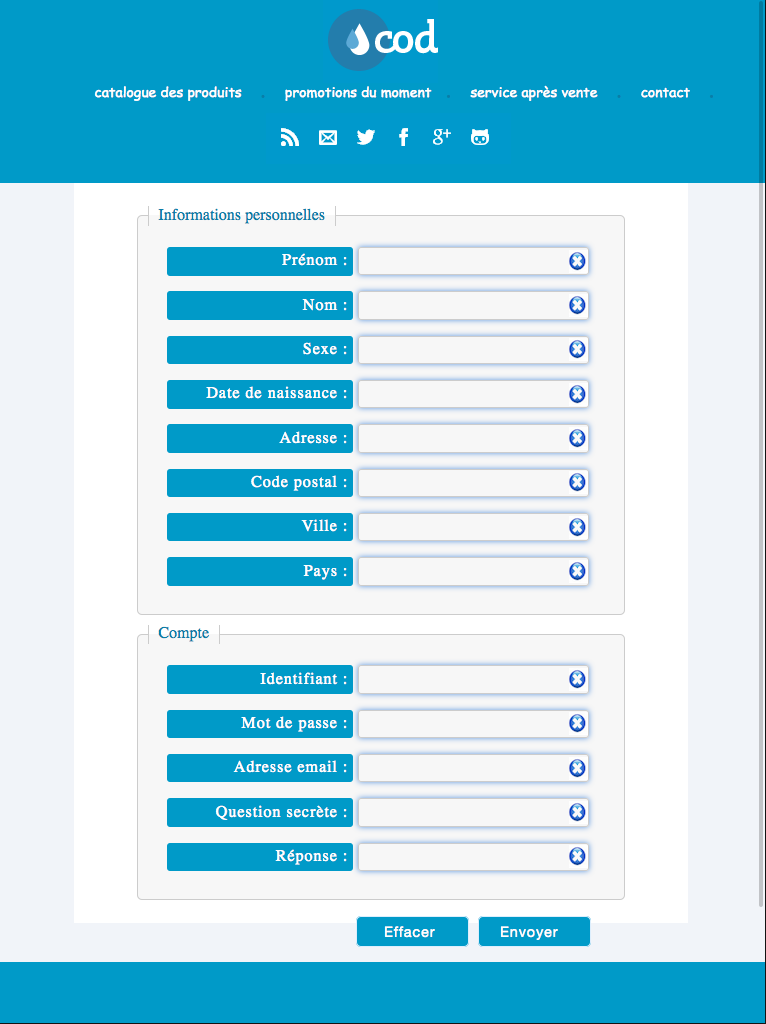 cod
catalogue des produits . promotions du moment . service après vente . contact .
g+
Informations personnelles
Prénom :
Nom :
Sexe :
Date de naissance :
Adresse :
Code postal :
Ville :
Pays :
Compte
Identifiant :
Mot de passe :
Adresse email :
Question secrète :
Réponse :
Effacer Envoyer